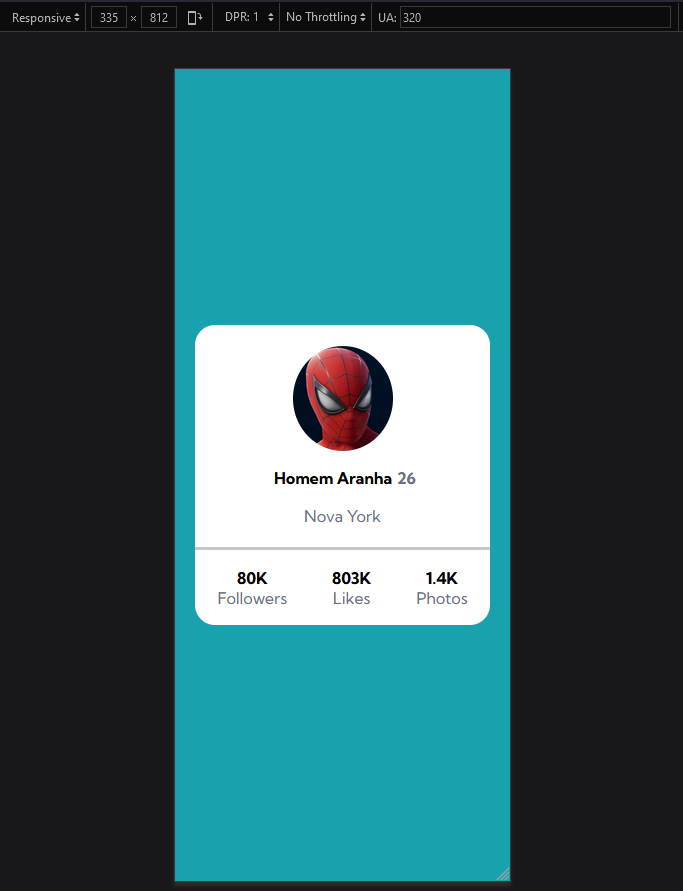 Responsive 335 × 812 DPR: 1 No Throttling UA: 320
Homem Aranha 26
Nova York
80K 803K 1.4K
Followers Likes Photos